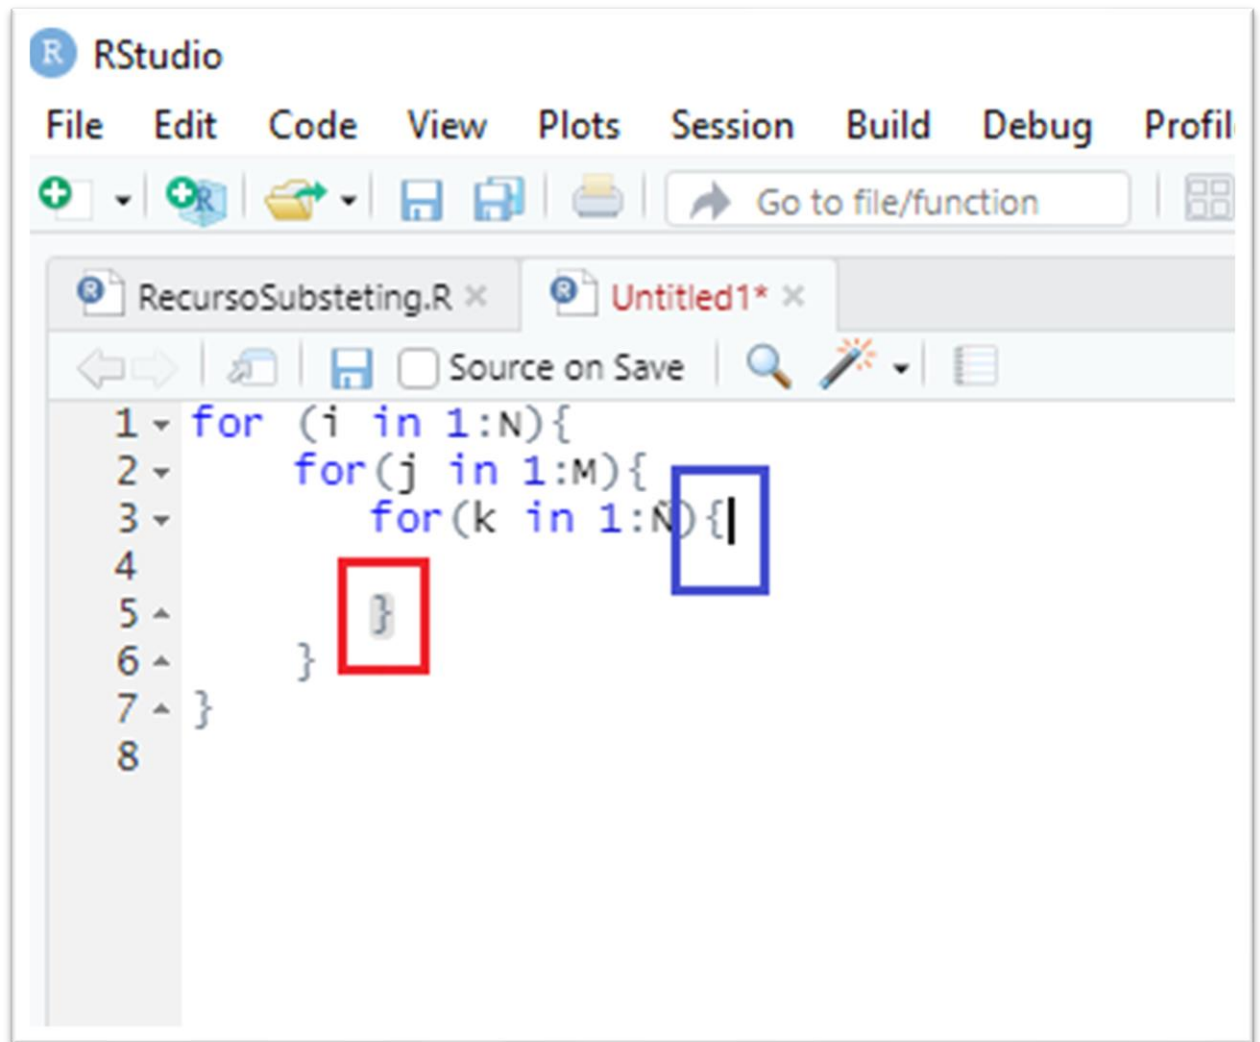 RStudio
File Edit Code View Plots Session Build Debug
Go to file/function
RecursoSubsteting.R Untitled1*
Source on Save
1 for (i in 1:N){
2 for(j in 1:M){
3 for(k in 1:Ñ){
4
5 }
6 }
7 }
8